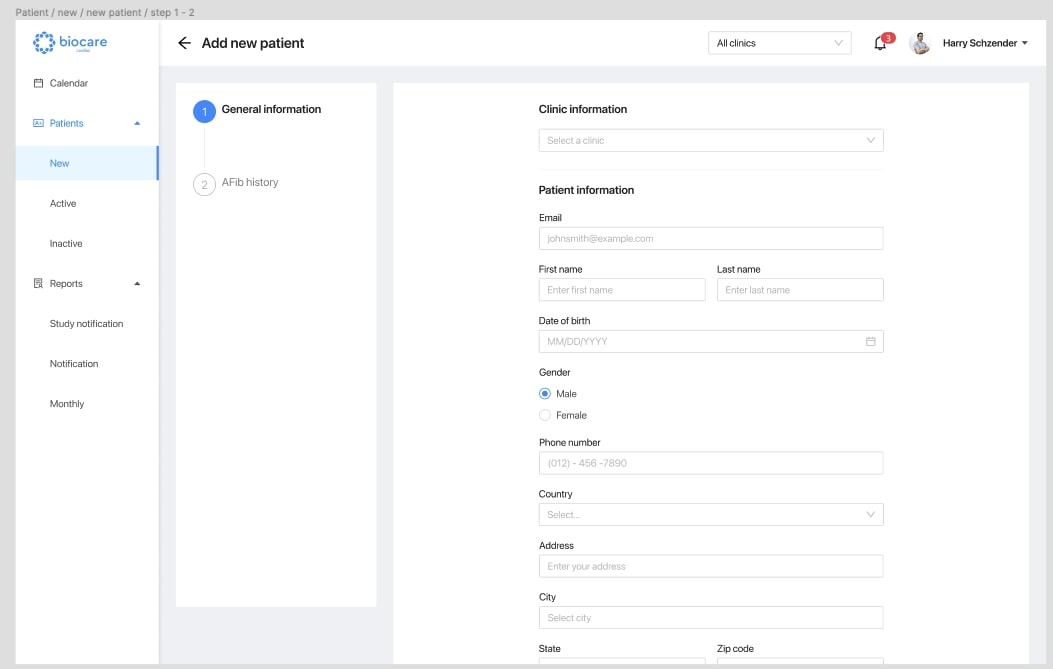 Patient / new / new patient / step 1 - 2
biocare
Add new patient
All clinics
3
Harry Schzender
Calendar
Patients
New
Active
Inactive
Reports
Study notification
Notification
Monthly
1 General information
2 AFib history
Clinic information
Select a clinic
Patient information
Email
johnsmith@example.com
First name Last name
Enter first name Enter last name
Date of birth
MM/DD/YYYY
Gender
Male
Female
Phone number
(012) - 456 -7890
Country
Select...
Address
Enter your address
City
Select city
State Zip code